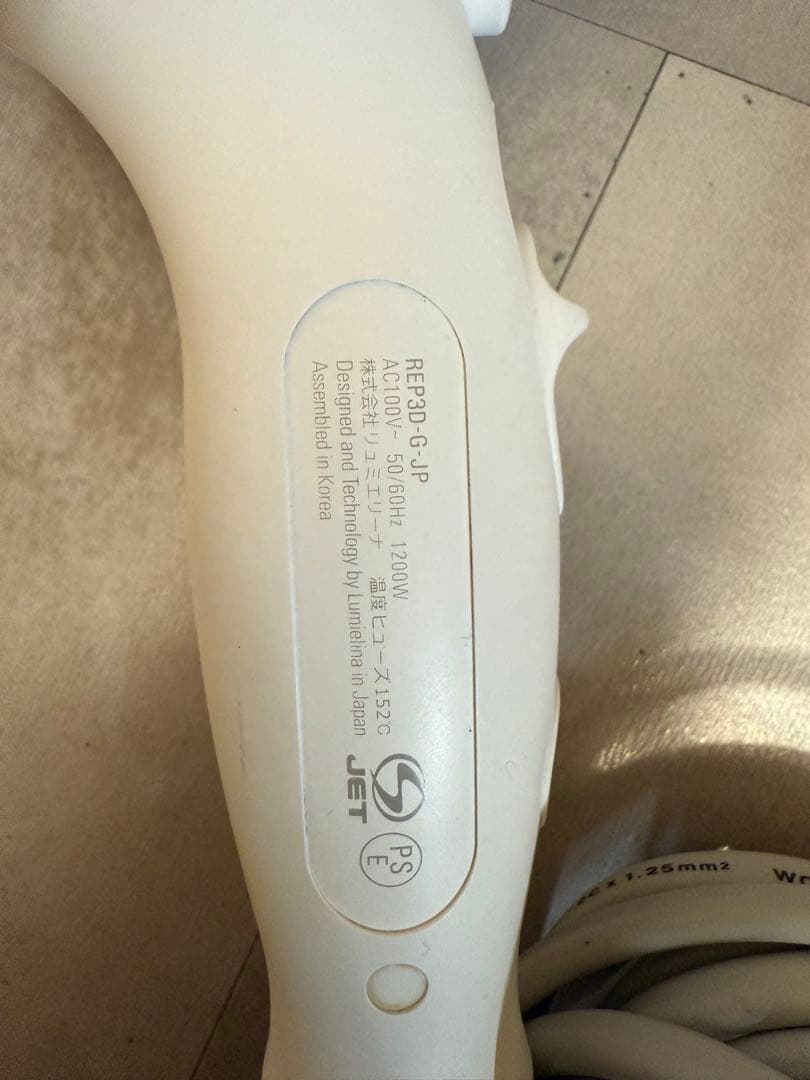 REP3D-G-JP
AC100V~ 50/60Hz 1200W
株式会社リュミエリーナ 温度ヒューズ152℃
Designed and Technology by Lumielina in Japan
Assembled in Korea
JET
PS
E
x 1.25mm²